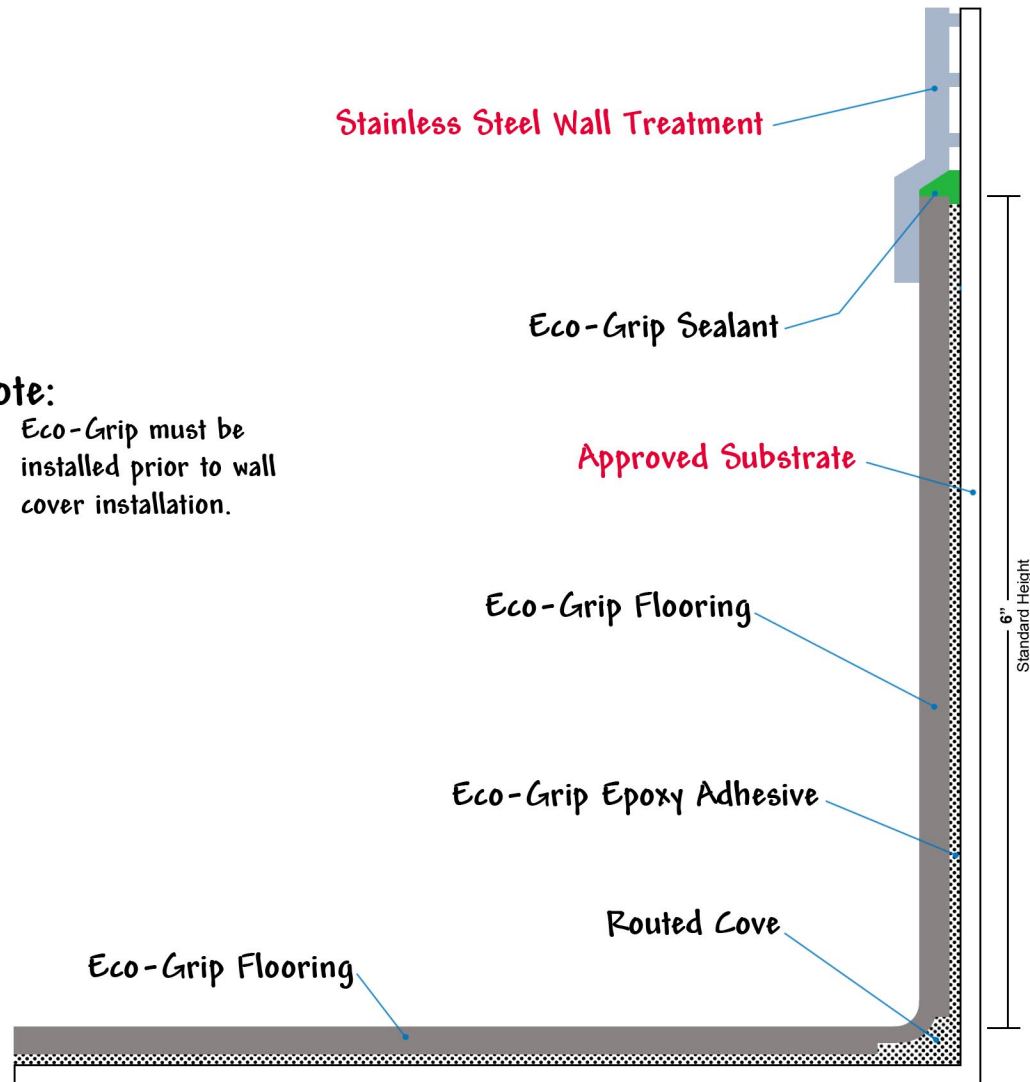 Stainless Steel Wall Treatment
Eco-Grip Sealant
ote:
Eco-Grip must be
installed prior to wall
cover installation.
Approved Substrate
Eco-Grip Flooring
6”
Standard Height
Eco-Grip Epoxy Adhesive
Routed Cove
Eco-Grip Flooring